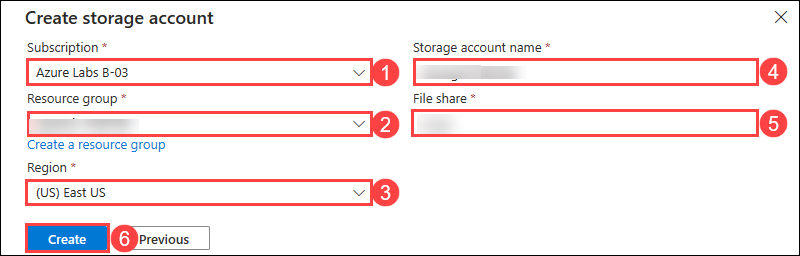 Create storage account
Subscription *
Azure Labs B-03
1
Resource group *
2
Create a resource group
Region *
(US) East US
3
Storage account name *
4
File share *
5
Create
6
Previous